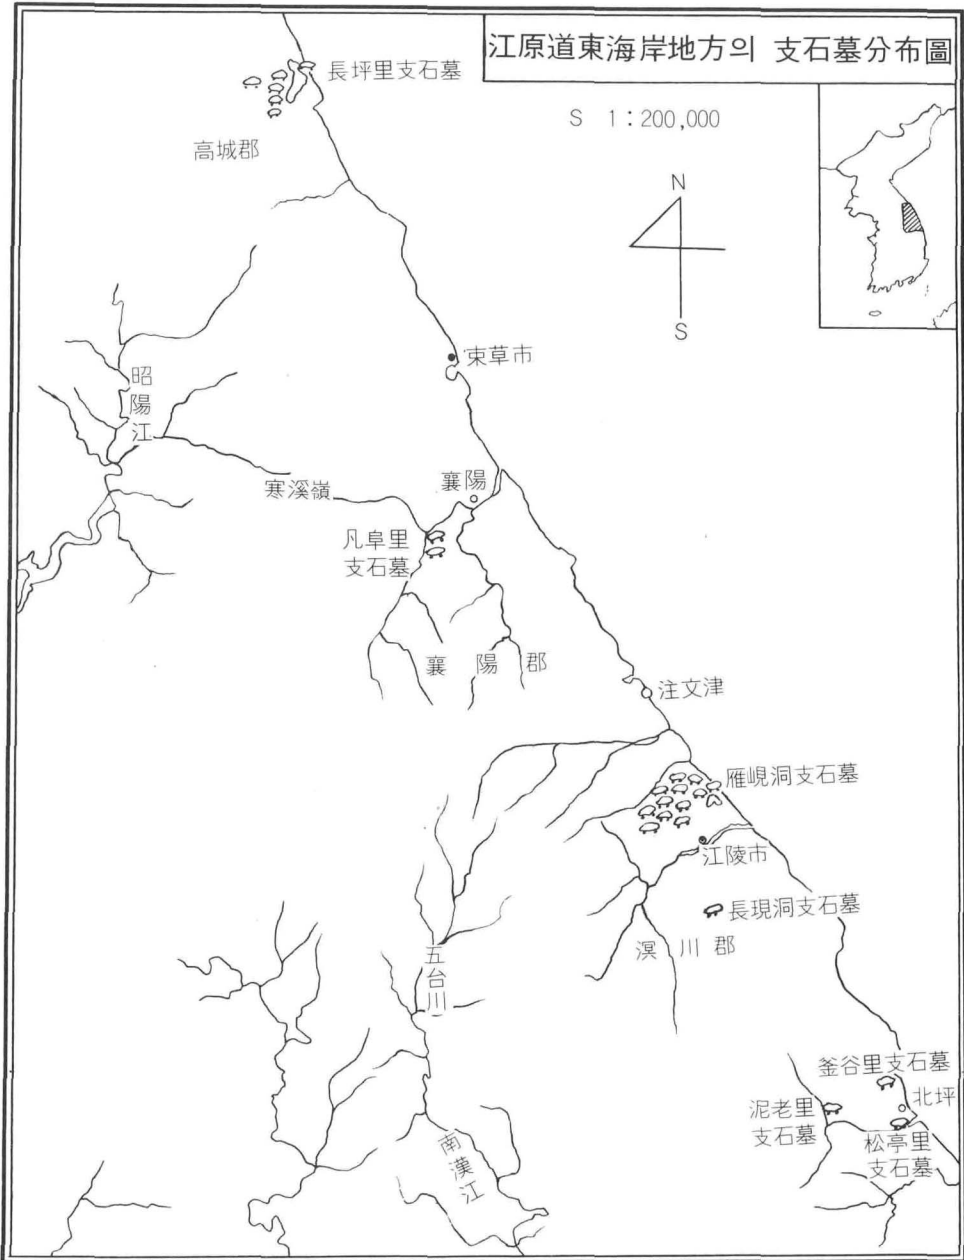 江原道東海岸地方의 支石墓分布圖
S 1:200,000
N
S
長坪里支石墓
高城郡
束草市
昭陽江
寒溪嶺
襄陽
凡阜里
支石墓
襄陽郡
注文津
雁峴洞支石墓
江陵市
長現洞支石墓
溟川郡
五台川
釜谷里支石墓
北坪
泥老里
支石墓
松亭里
支石墓
南漢江